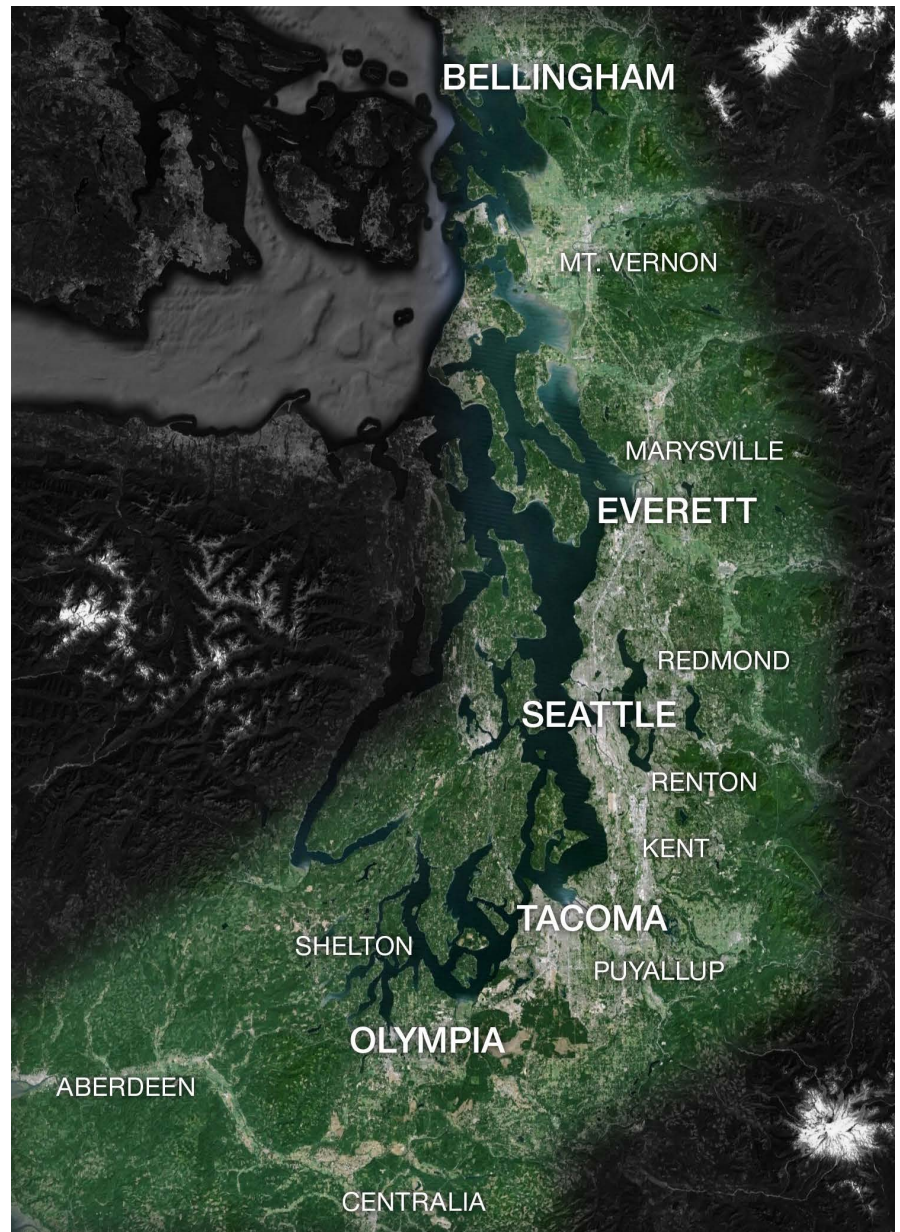 BELLINGHAM
MT. VERNON
MARYSVILLE
EVERETT
REDMOND
SEATTLE
RENTON
KENT
TACOMA
SHELTON
PUYALLUP
OLYMPIA
ABERDEEN
CENTRALIA